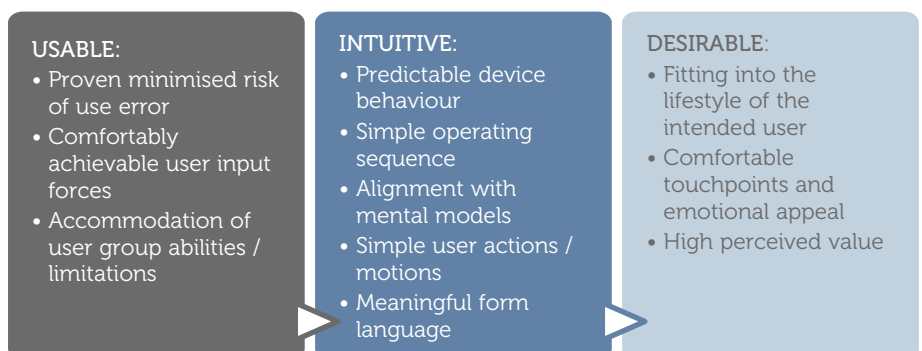 USABLE:
• Proven minimised risk
of use error
• Comfortably
achievable user input
forces
• Accommodation of
user group abilities /
limitations
INTUITIVE:
• Predictable device
behaviour
• Simple operating
sequence
• Alignment with
mental models
• Simple user actions /
motions
• Meaningful form
language
DESIRABLE:
• Fitting into the
lifestyle of the
intended user
• Comfortable
touchpoints and
emotional appeal
• High perceived value